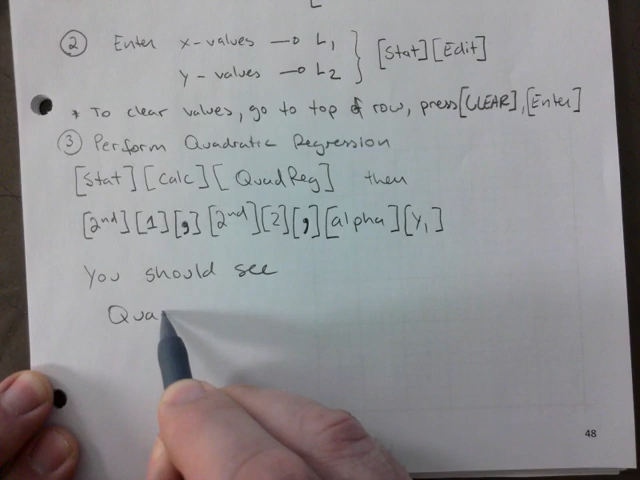 ② Enter x-values → L1 } [Stat][Edit]
y-values → L2
* To clear values, go to top of row, press [CLEAR], [Enter]
③ Perform Quadratic Regression
[Stat][Calc][QuadReg] then
[2nd][1][,][2nd][2][,][alpha][Y1]
You should see
Qua
48